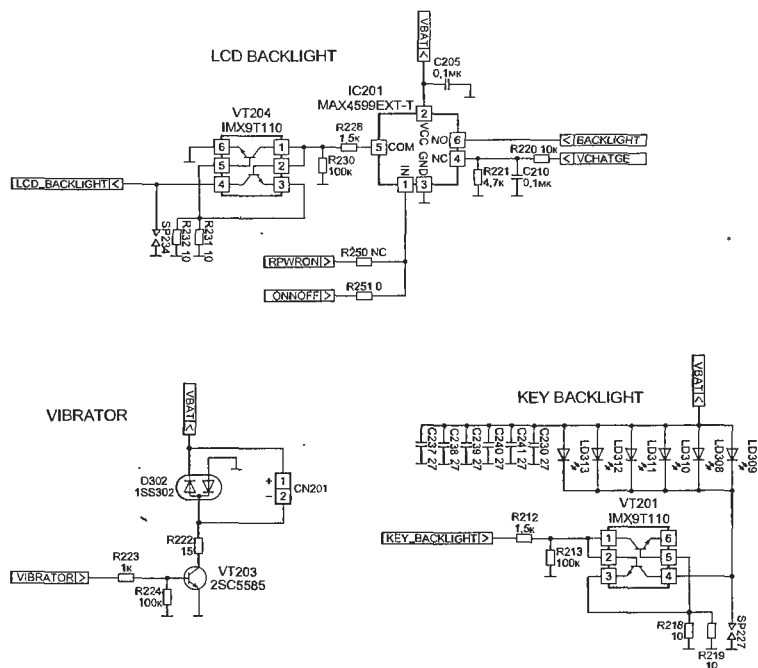 LCD BACKLIGHT
VBAT
C205
0,1мк
IC201
MAX4599EXT-T
VT204
IMX9T110
R228
1,5к
6
1
5
2
4
3
5
COM
2
VCC
NO
6
NC
4
IN
GND
1
3
BACKLIGHT
R220 10к
VCHATGE
R230
100к
R221
4,7к
C210
0,1мк
LCD_BACKLIGHT
SP234
R232 10
R231 10
R250 NC
RPWRON
R251 0
ONNOFF
VIBRATOR
VBAT
D302
1SS302
+
1
2
–
CN201
R222
15
R223
1к
VIBRATOR
VT203
2SC5585
R224
100к
KEY BACKLIGHT
VBAT
C237 27
C238 27
C239 27
C240 27
C241 27
C230 27
LD313
LD312
LD311
LD310
LD308
LD309
VT201
IMX9T110
R212
1,5к
KEY_BACKLIGHT
1
6
2
5
3
4
R213
100к
R218
10
R219
10
SP227